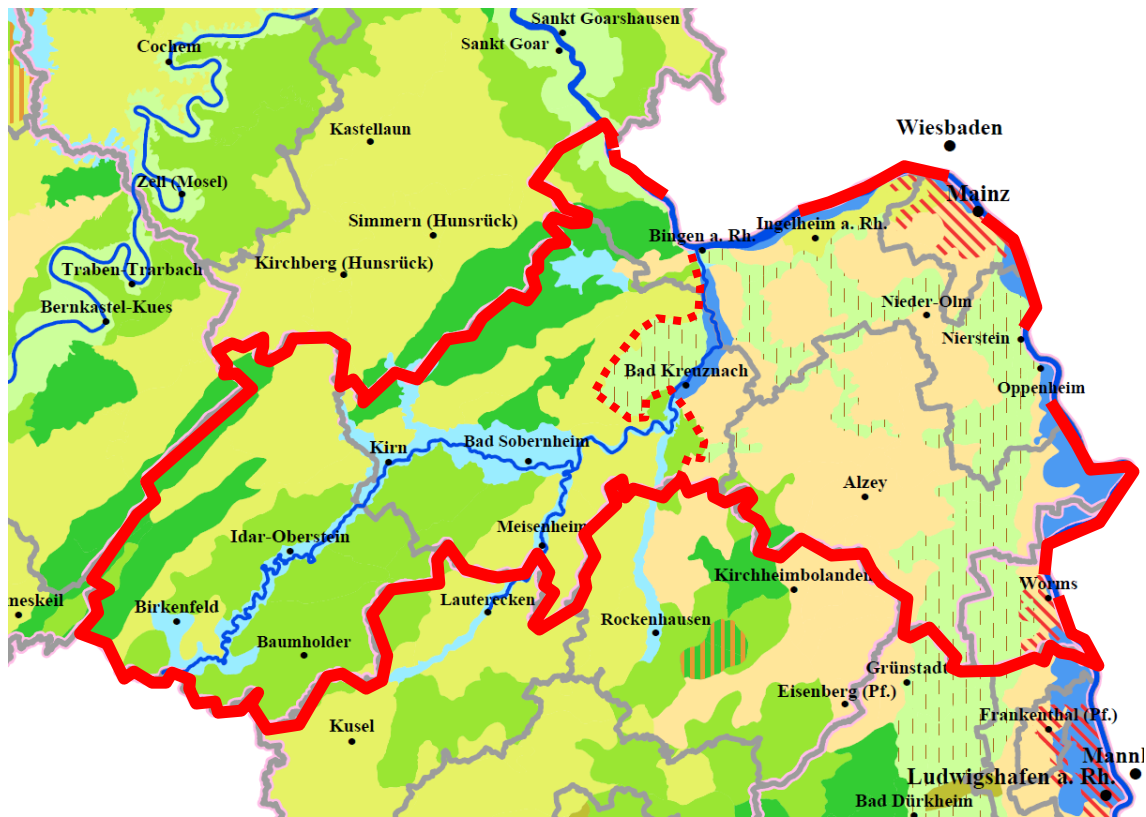 Sankt Goarshausen
Sankt Goar
Cochem
Kastellaun
Wiesbaden
Zell (Mosel)
Mainz
Simmern (Hunsrück)
Ingelheim a. Rh.
Bingen a. Rh.
Kirchberg (Hunsrück)
Traben-Trarbach
Bernkastel-Kues
Nieder-Olm
Nierstein
Bad Kreuznach
Oppenheim
Kirn
Bad Sobernheim
Alzey
Meisenheim
Idar-Oberstein
Kirchheimbolanden
Worms
meskeil
Birkenfeld
Lauterecken
Rockenhausen
Baumholder
Grünstadt
Eisenberg (Pf.)
Frankenthal (Pf.)
Kusel
Mannh
Ludwigshafen a. Rh.
Bad Dürkheim